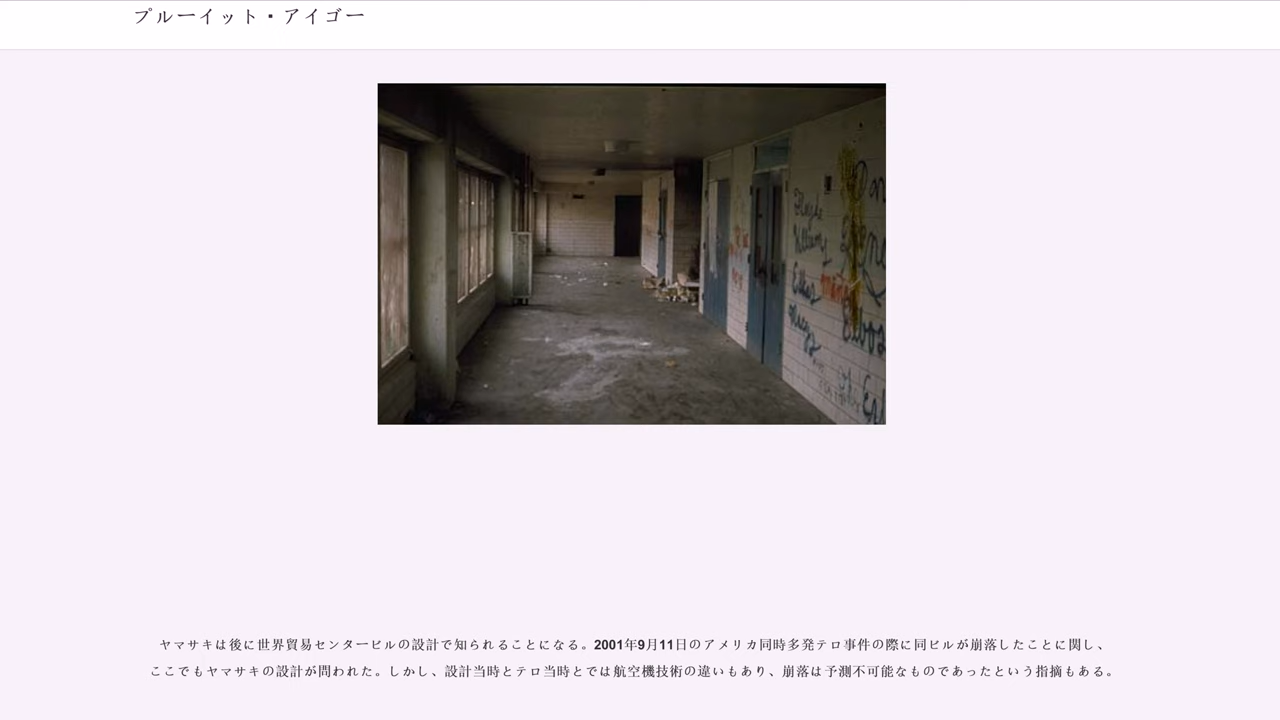 プルーイット・アイゴー
ヤマサキは後に世界貿易センタービルの設計で知られることになる。2001年9月11日のアメリカ同時多発テロ事件の際に同ビルが崩落したことに関し、
ここでもヤマサキの設計が問われた。しかし、設計当時とテロ当時とでは航空機技術の違いもあり、崩落は予測不可能なものであったという指摘もある。